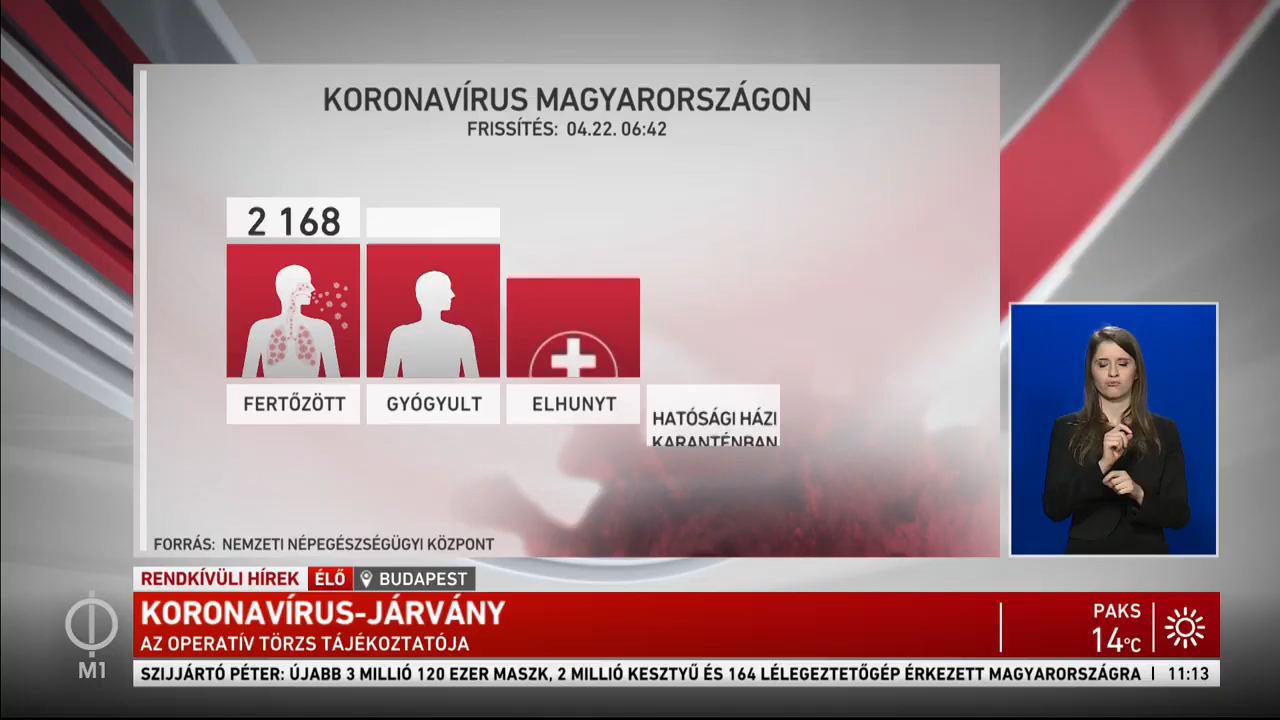 KORONAVÍRUS MAGYARORSZÁGON
FRISSÍTÉS: 04.22. 06:42
2 168
FERTŐZÖTT
GYÓGYULT
ELHUNYT
HATÓSÁGI HÁZI
KARANTÉNBAN
FORRÁS: NEMZETI NÉPEGÉSZSÉGÜGYI KÖZPONT
RENDKÍVÜLI HÍREK ÉLŐ BUDAPEST
KORONAVÍRUS-JÁRVÁNY
AZ OPERATÍV TÖRZS TÁJÉKOZTATÓJA
PAKS
14°C
M1
SZIJJÁRTÓ PÉTER: ÚJABB 3 MILLIÓ 120 EZER MASZK, 2 MILLIÓ KESZTYŰ ÉS 164 LÉLEGEZTETŐGÉP ÉRKEZETT MAGYARORSZÁGRA | 11:13